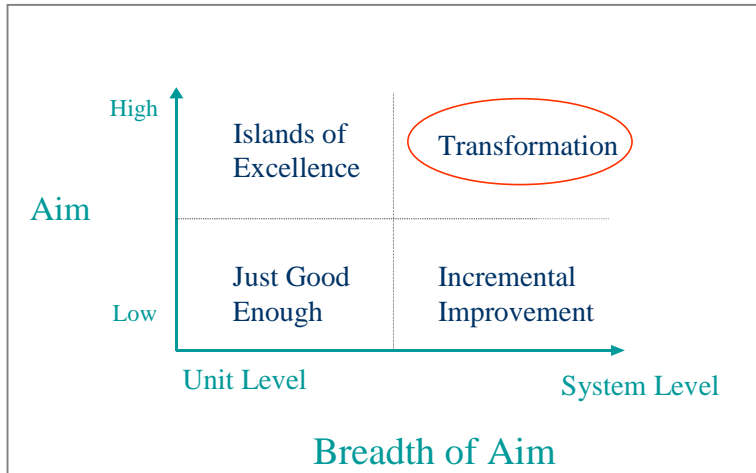 High
Islands of
Excellence
Transformation
Aim
Just Good
Enough
Incremental
Improvement
Low
Unit Level
System Level
Breadth of Aim